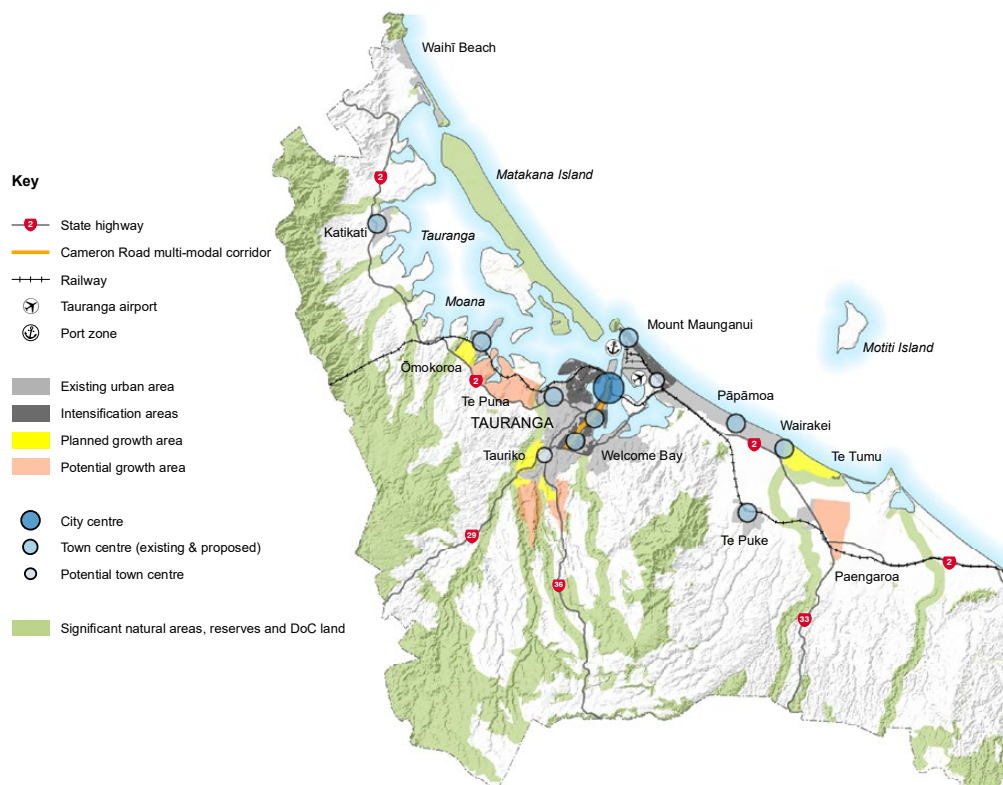 Waihī Beach
Key
Matakana Island
2
2
State highway
Katikati
Tauranga
Cameron Road multi-modal corridor
Railway
Moana
Tauranga airport
Mount Maunganui
Port zone
Motiti Island
Ōmokoroa
2
Existing urban area
Te Puna
Pāpāmoa
Intensification areas
TAURANGA
Wairakei
Planned growth area
2
Tauriko
Welcome Bay
Te Tumu
Potential growth area
City centre
29
Te Puke
Town centre (existing & proposed)
2
Potential town centre
36
Paengaroa
33
Significant natural areas, reserves and DoC land